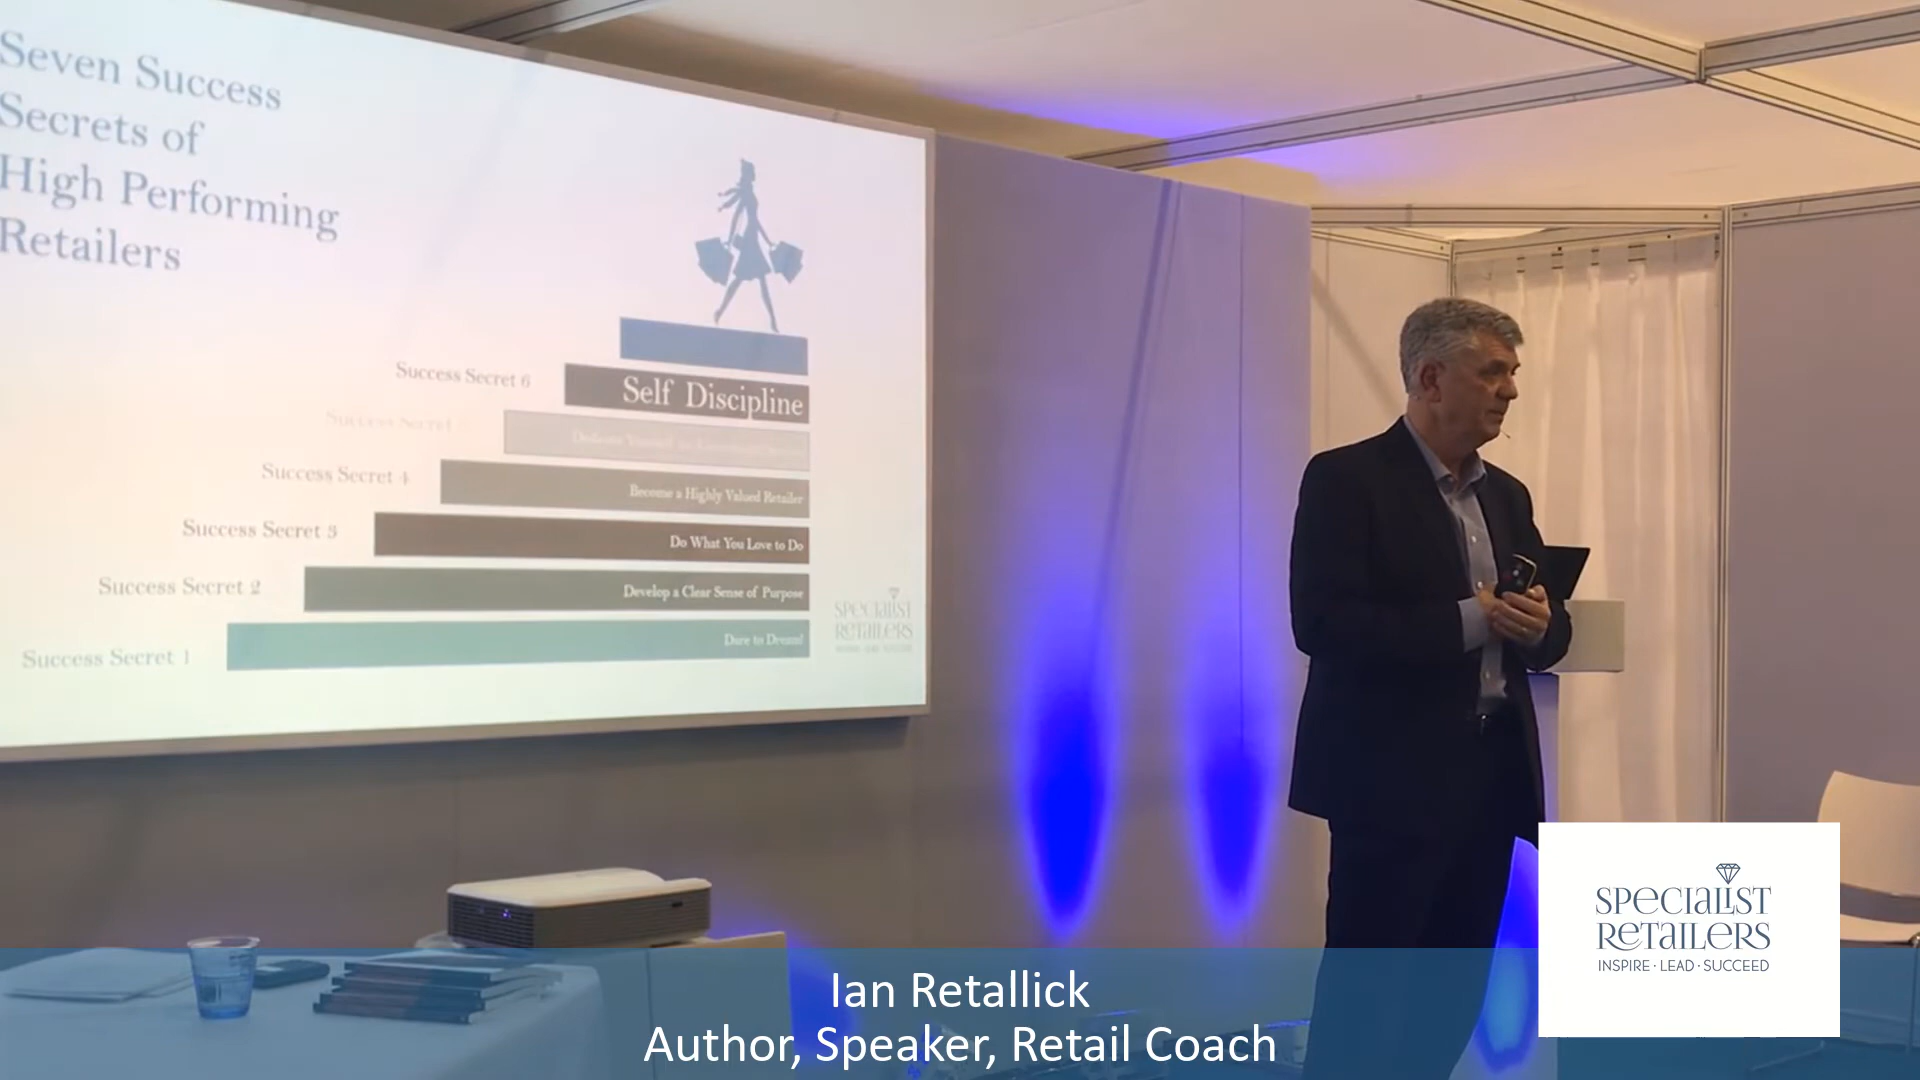 Seven Success
Secrets of
High Performing
Retailers
Success Secret 6
Self Discipline
Success Secret
Success Secret 4
Become a Highly Valued Retailer
Success Secret 3
Do What You Love to Do
Success Secret 2
Develop a Clear Sense of Purpose
Success Secret 1
Dare to Dream!
SPECIALIST
RETAILERS
Ian Retallick
Author, Speaker, Retail Coach
SPECIALIST
RETAILERS
INSPIRE · LEAD · SUCCEED